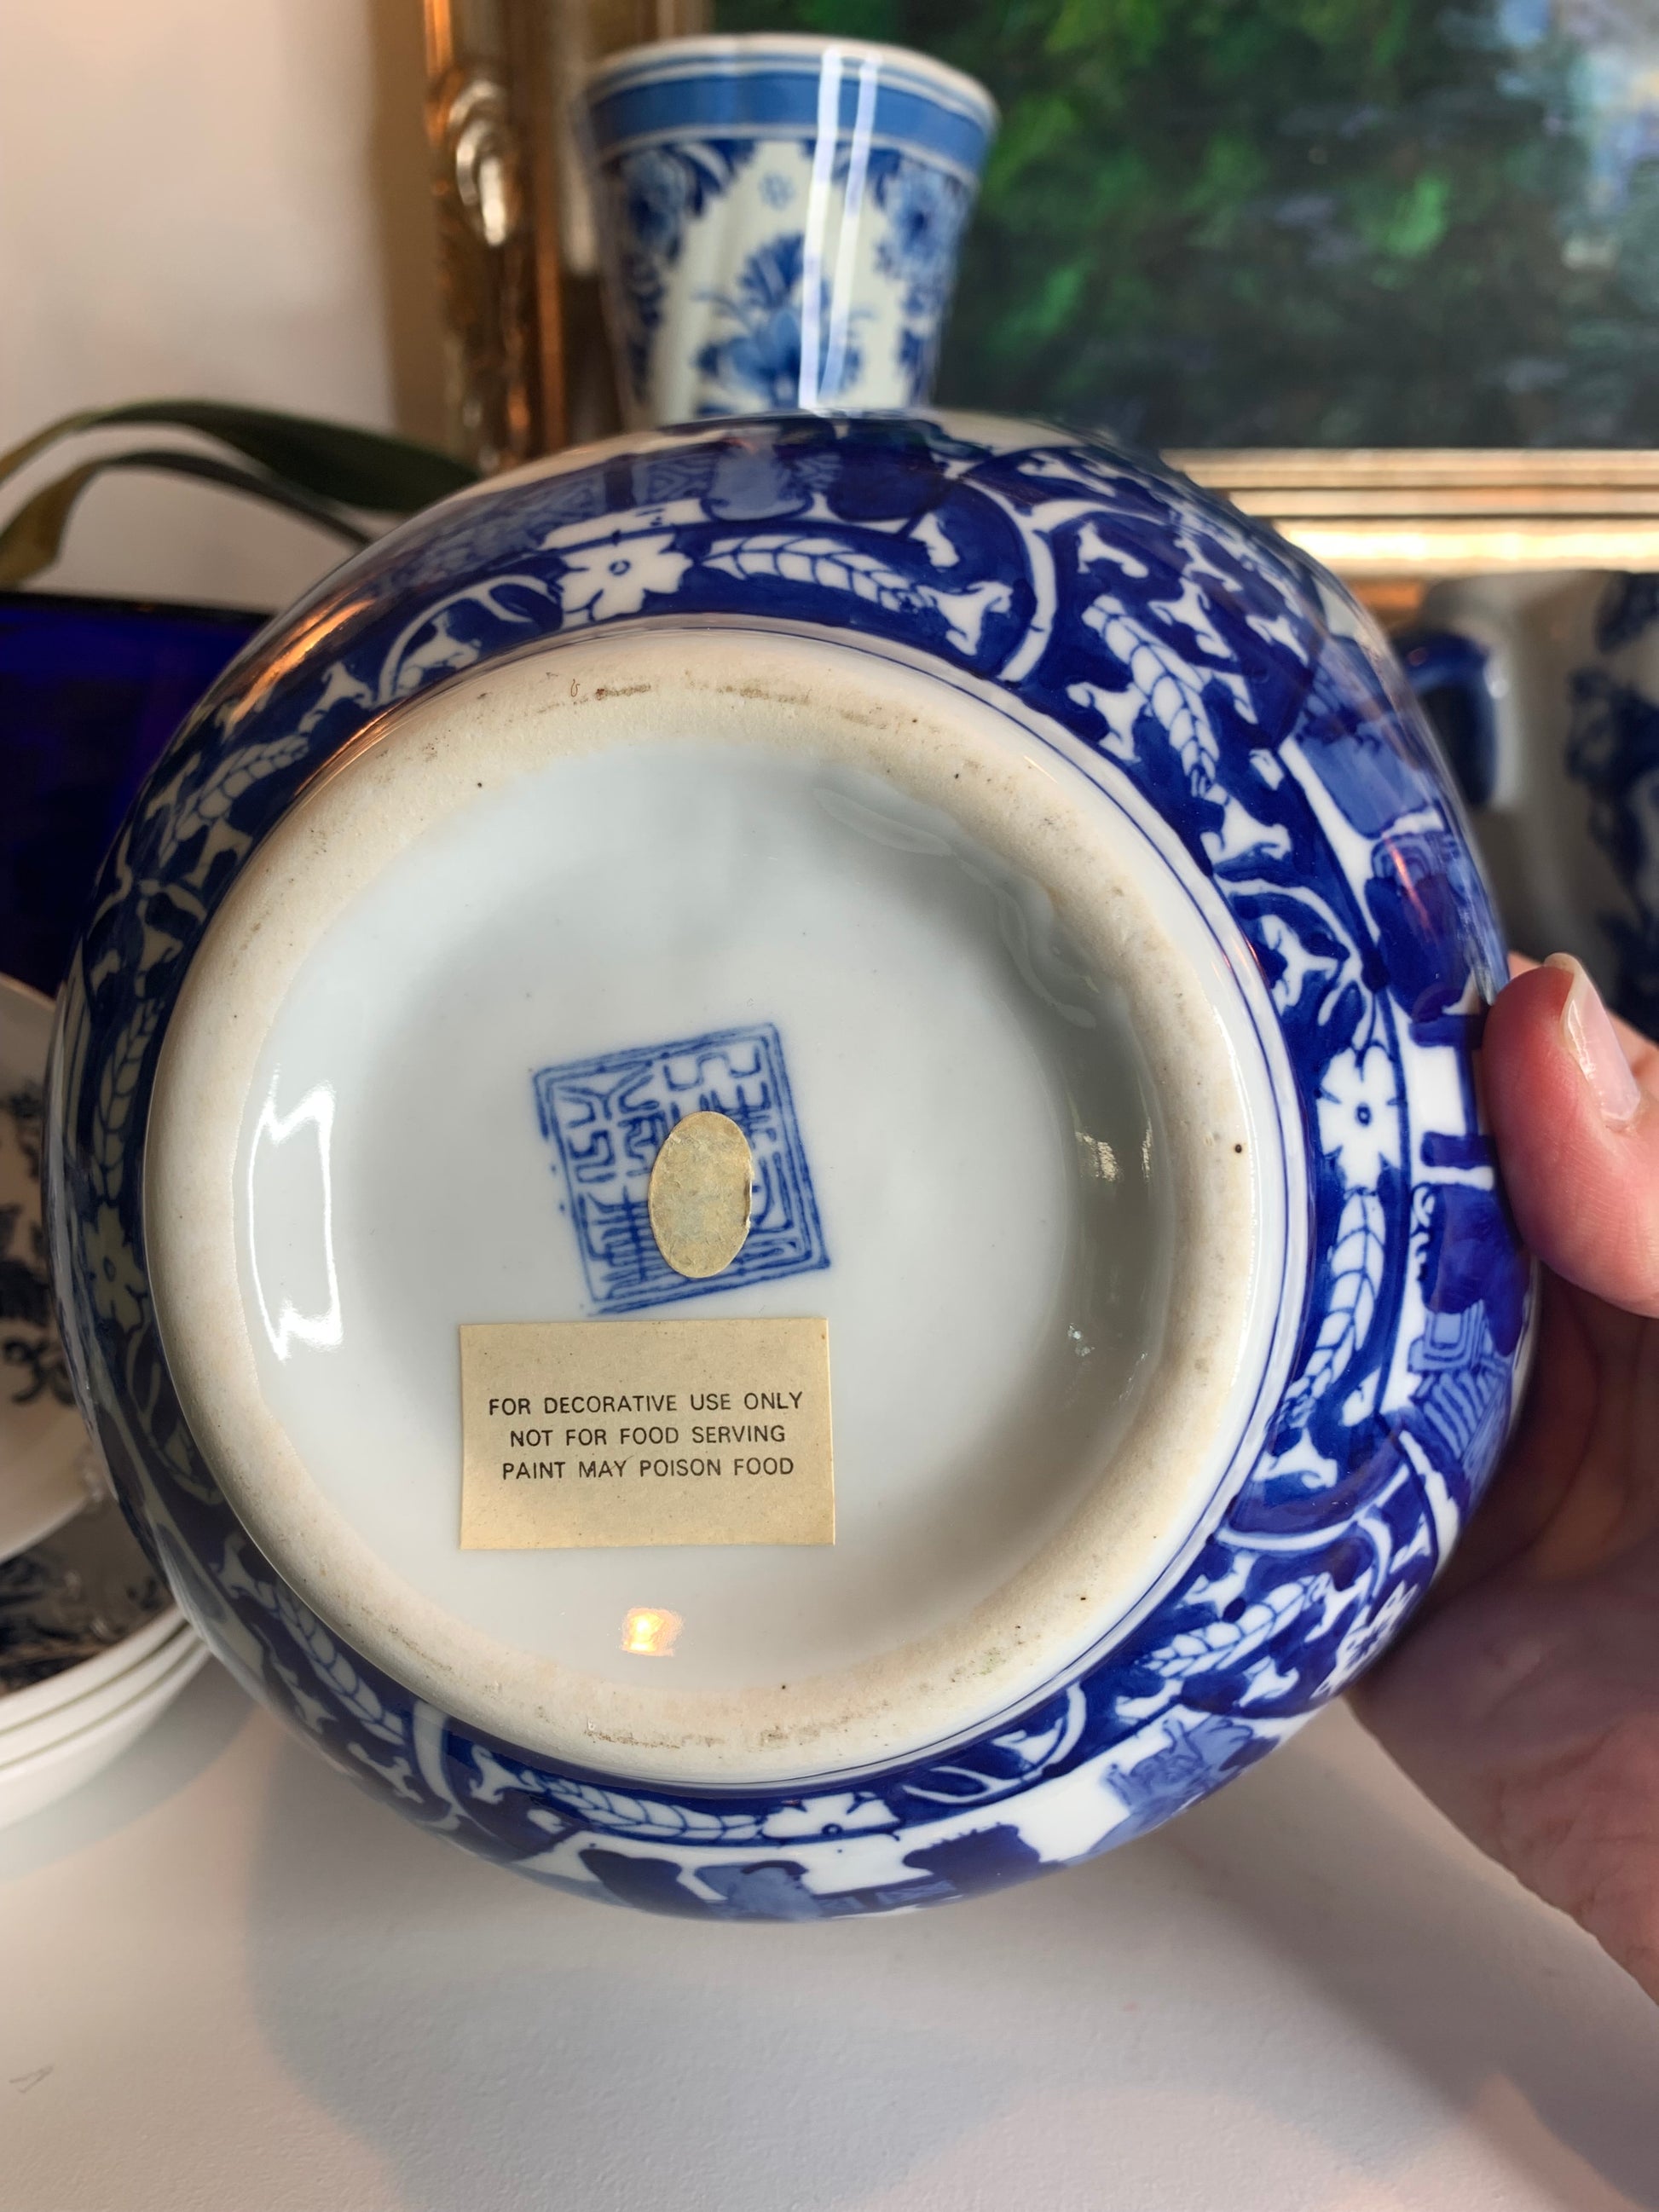 FOR DECORATIVE USE ONLY
NOT FOR FOOD SERVING
PAINT MAY POISON FOOD